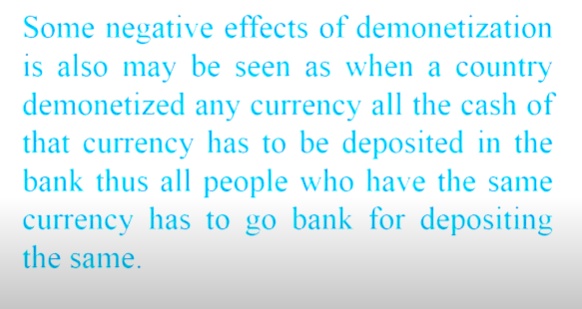 Some negative effects of demonetization
is also may be seen as when a country
demonetized any currency all the cash of
that currency has to be deposited in the
bank thus all people who have the same
currency has to go bank for depositing
the same.